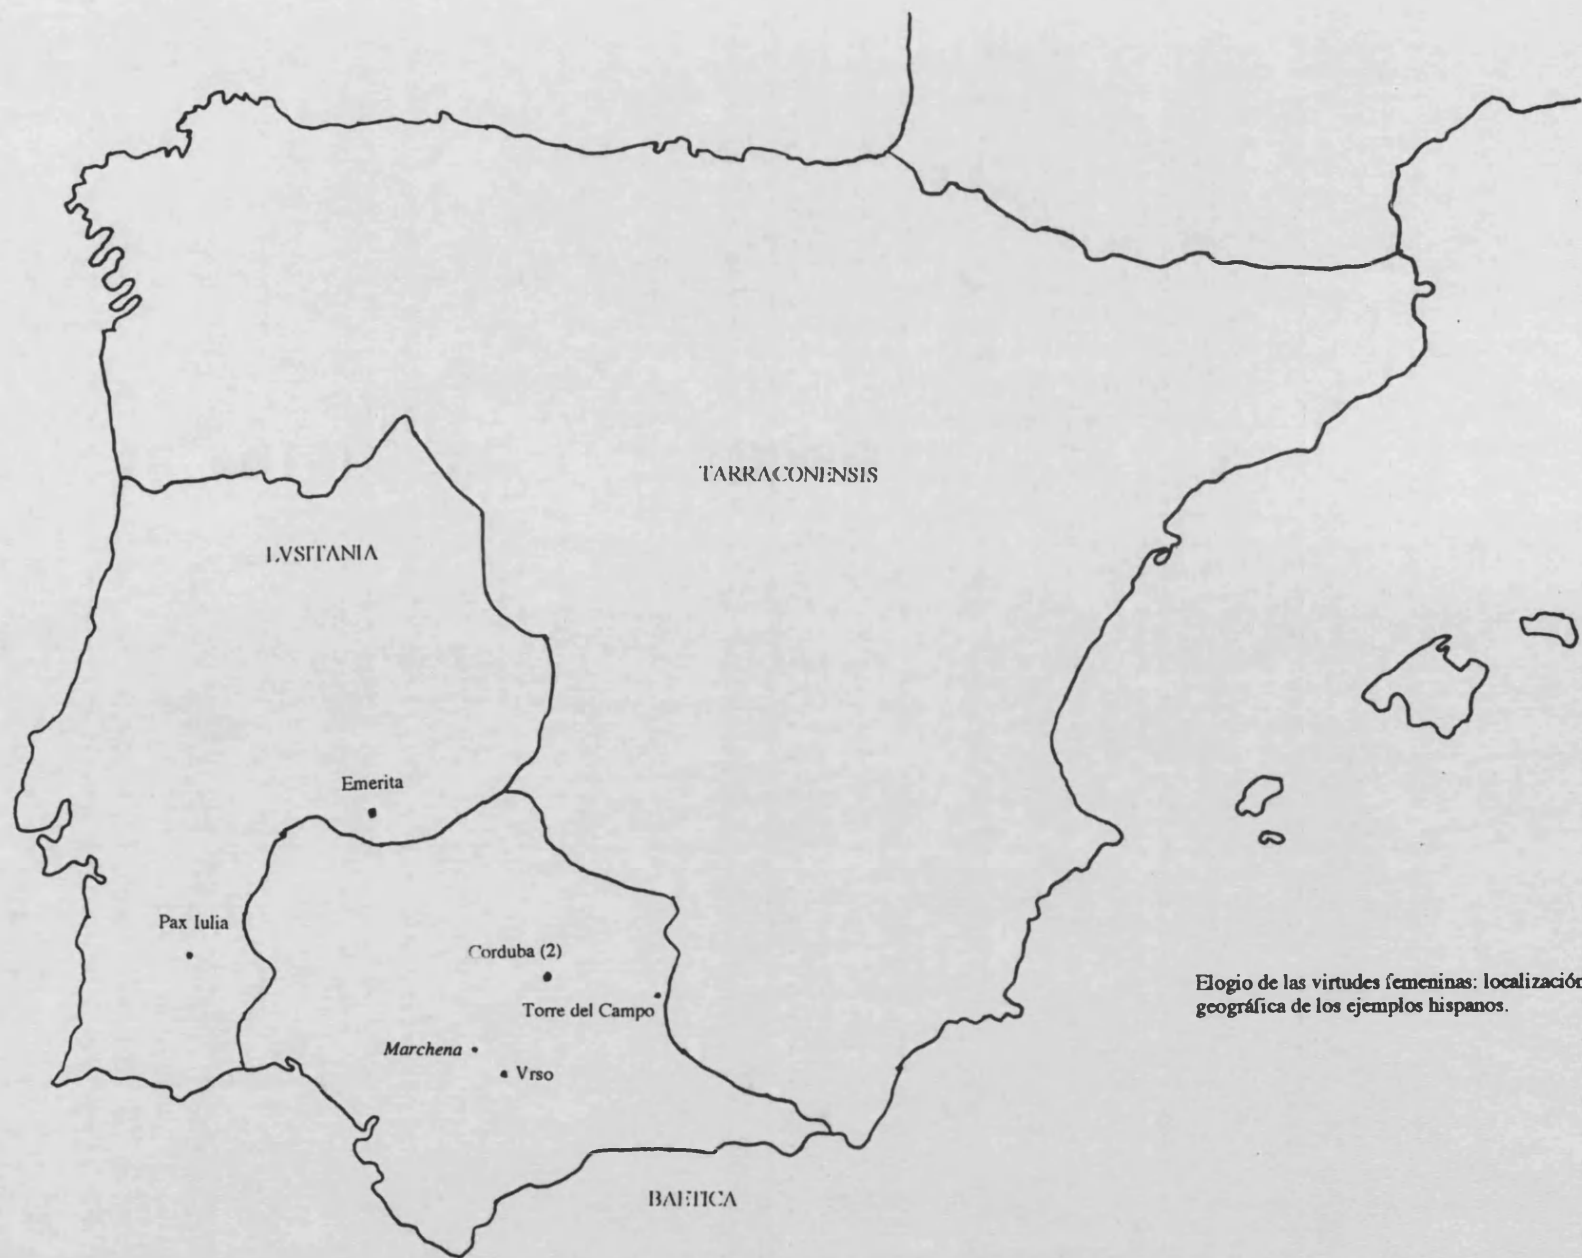 TARRACONENSIS
LVSITANIA
Emerita
Pax Iulia
Corduba (2)
Torre del Campo
Marchena
Vrso
BAETICA
Elogio de las virtudes femeninas: localización
geográfica de los ejemplos hispanos.